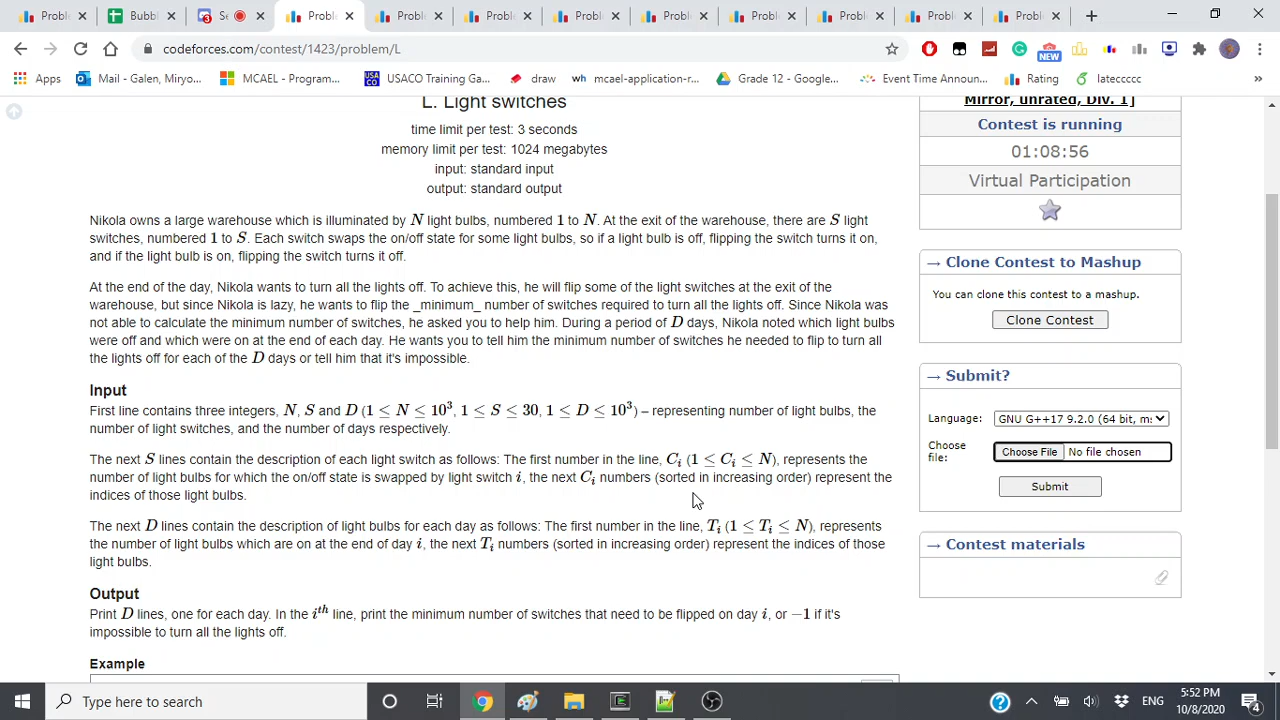 Proble
Bubbl
Se
Proble
Proble
Proble
Proble
Proble
Proble
Proble
Proble
Proble
codeforces.com/contest/1423/problem/L
NEW
Apps
Mail - Galen, Miryo...
MCAEL - Program...
USACO Training Ga...
draw
mcael-application-r...
Grade 12 - Google...
Event Time Announ...
Rating
lateccccc
L. Light switches
time limit per test: 3 seconds
memory limit per test: 1024 megabytes
input: standard input
output: standard output
Nikola owns a large warehouse which is illuminated by N light bulbs, numbered 1 to N. At the exit of the warehouse, there are S light
switches, numbered 1 to S. Each switch swaps the on/off state for some light bulbs, so if a light bulb is off, flipping the switch turns it on,
and if the light bulb is on, flipping the switch turns it off.
At the end of the day, Nikola wants to turn all the lights off. To achieve this, he will flip some of the light switches at the exit of the
warehouse, but since Nikola is lazy, he wants to flip the _minimum_ number of switches required to turn all the lights off. Since Nikola was
not able to calculate the minimum number of switches, he asked you to help him. During a period of D days, Nikola noted which light bulbs
were off and which were on at the end of each day. He wants you to tell him the minimum number of switches he needed to flip to turn all
the lights off for each of the D days or tell him that it's impossible.
Input
First line contains three integers, N, S and D (1 ≤ N ≤ 10³, 1 ≤ S ≤ 30, 1 ≤ D ≤ 10³) – representing number of light bulbs, the
number of light switches, and the number of days respectively.
The next S lines contain the description of each light switch as follows: The first number in the line, Cᵢ (1 ≤ Cᵢ ≤ N), represents the
number of light bulbs for which the on/off state is swapped by light switch i, the next Cᵢ numbers (sorted in increasing order) represent the
indices of those light bulbs.
The next D lines contain the description of light bulbs for each day as follows: The first number in the line, Tᵢ (1 ≤ Tᵢ ≤ N), represents
the number of light bulbs which are on at the end of day i, the next Tᵢ numbers (sorted in increasing order) represent the indices of those
light bulbs.
Output
Print D lines, one for each day. In the iᵗʰ line, print the minimum number of switches that need to be flipped on day i, or −1 if it's
impossible to turn all the lights off.
Example
Mirror, unrated, Div. 1]
Contest is running
01:08:56
Virtual Participation
→ Clone Contest to Mashup
You can clone this contest to a mashup.
Clone Contest
→ Submit?
Language:
GNU G++17 9.2.0 (64 bit, ms
Choose
file:
Choose File No file chosen
Submit
→ Contest materials
Type here to search
ENG
5:52 PM
10/8/2020
4